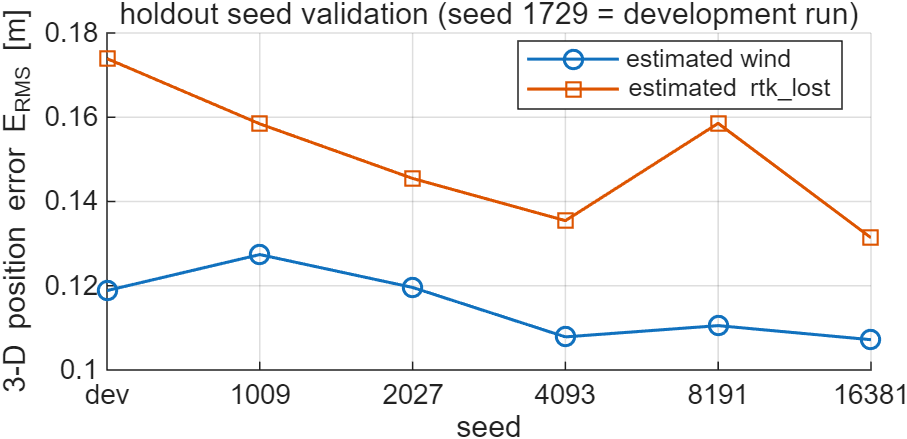 holdout seed validation (seed 1729 = development run)
3-D position error E_RMS [m]
0.18
0.16
0.14
0.12
0.1
estimated wind
estimated rtk_lost
dev 1009 2027 4093 8191 16381
seed